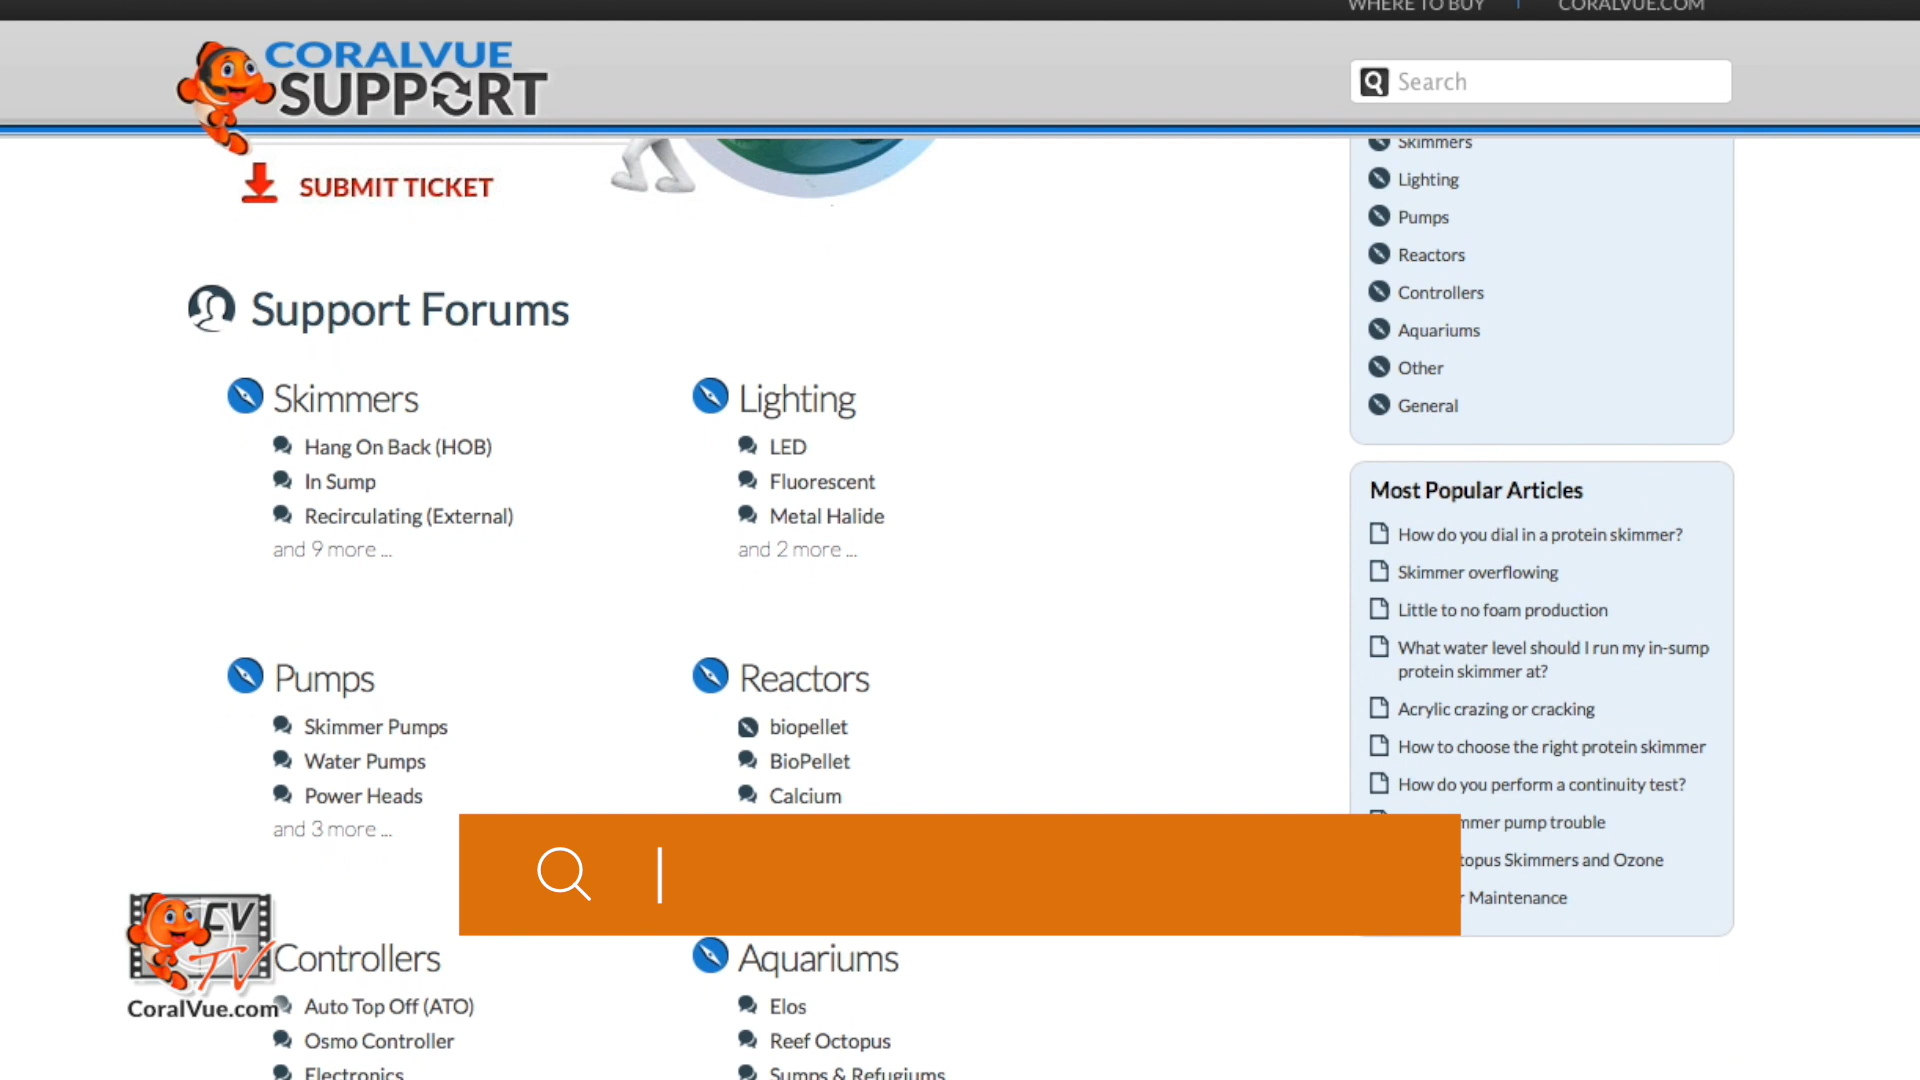 WHERE TO BUY
CORALVUE.COM
CORALVUE
SUPPORT
Search
SUBMIT TICKET
Skimmers
Lighting
Pumps
Reactors
Controllers
Aquariums
Other
General
Support Forums
Skimmers
Hang On Back (HOB)
In Sump
Recirculating (External)
and 9 more ...
Lighting
LED
Fluorescent
Metal Halide
and 2 more ...
Most Popular Articles
How do you dial in a protein skimmer?
Skimmer overflowing
Little to no foam production
What water level should I run my in-sump
protein skimmer at?
Acrylic crazing or cracking
How to choose the right protein skimmer
How do you perform a continuity test?
pump trouble
Skimmers and Ozone
Maintenance
Pumps
Skimmer Pumps
Water Pumps
Power Heads
and 3 more ...
Reactors
biopellet
BioPellet
Calcium
CV
TV
CoralVue.com
Controllers
Auto Top Off (ATO)
Osmo Controller
Electronics
Aquariums
Elos
Reef Octopus
Sumps & Refugiums